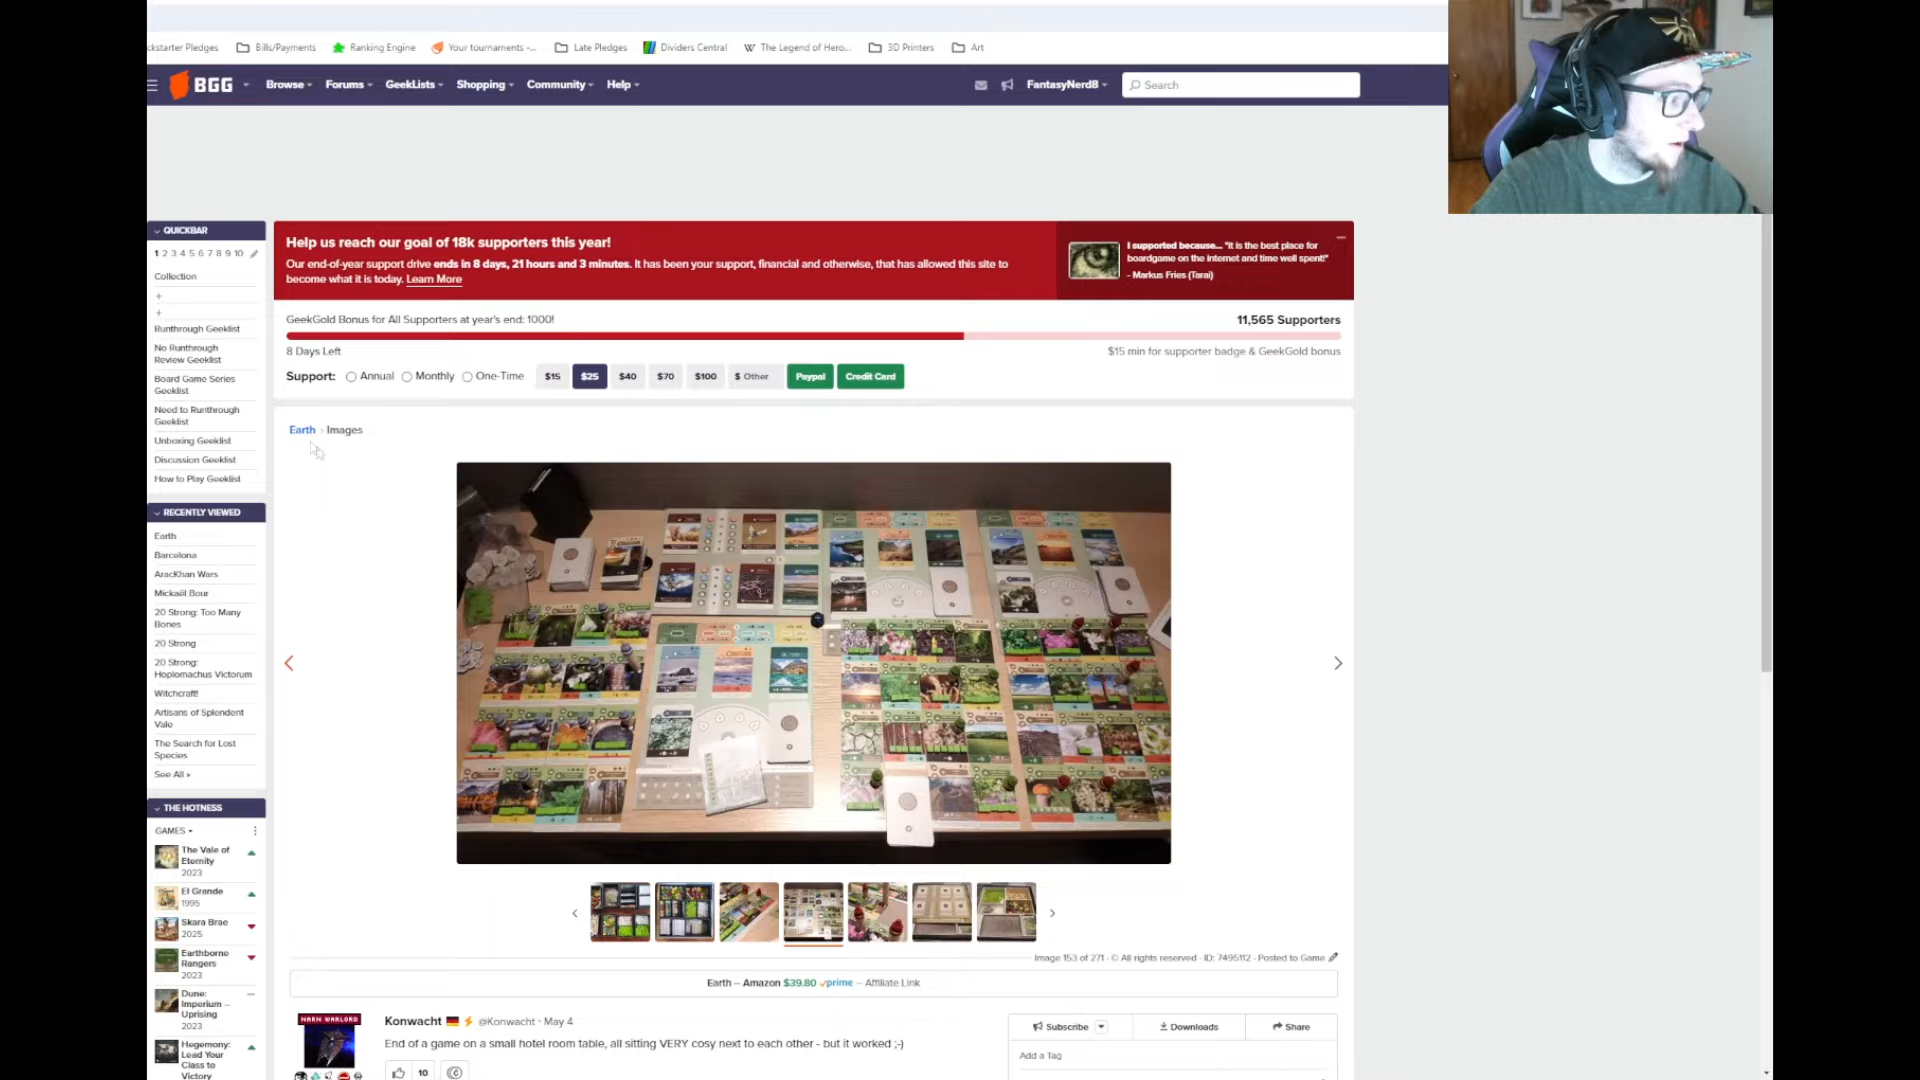 ckstarter Pledges
Bills/Payments
Ranking Engine
Your tournaments -...
Late Pledges
Dividers Central
The Legend of Hero...
3D Printers
Art
BGG
Browse
Forums
GeekLists
Shopping
Community
Help
FantasyNerd8
Search
QUICKBAR
1 2 3 4 5 6 7 8 9 10
Collection
+
+
Runthrough Geeklist
No Runthrough
Review Geeklist
Board Game Series
Geeklist
Need to Runthrough
Geeklist
Unboxing Geeklist
Discussion Geeklist
How to Play Geeklist
RECENTLY VIEWED
Earth
Barcelona
AracKhan Wars
Mickaël Bour
20 Strong: Too Many
Bones
20 Strong
20 Strong:
Hoplomachus Victorum
Witchcraft!
Artisans of Splendent
Vale
The Search for Lost
Species
See All »
THE HOTNESS
GAMES
The Vale of
Eternity
2023
El Grande
1995
Skara Brae
2025
Earthborne
Rangers
2023
Dune:
Imperium –
Uprising
2023
Hegemony:
Lead Your
Class to
Victory
Help us reach our goal of 18k supporters this year!
Our end-of-year support drive ends in 8 days, 21 hours and 3 minutes. It has been your support, financial and otherwise, that has allowed this site to
become what it is today. Learn More
I supported because... "It is the best place for
boardgame on the internet and time well spent!"
- Markus Fries (Tarai)
GeekGold Bonus for All Supporters at year's end: 1000!
11,565 Supporters
8 Days Left
$15 min for supporter badge & GeekGold bonus
Support: Annual Monthly One-Time $15 $25 $40 $70 $100 $ Other Paypal Credit Card
Earth › Images
Image 153 of 271 · © All rights reserved · ID: 7495112 · Posted to Game
Earth – Amazon $39.80 prime – Affiliate Link
NARN WARLORD
Konwacht @Konwacht · May 4
End of a game on a small hotel room table, all sitting VERY cosy next to each other - but it worked ;-)
10
Subscribe
Downloads
Share
Add a Tag